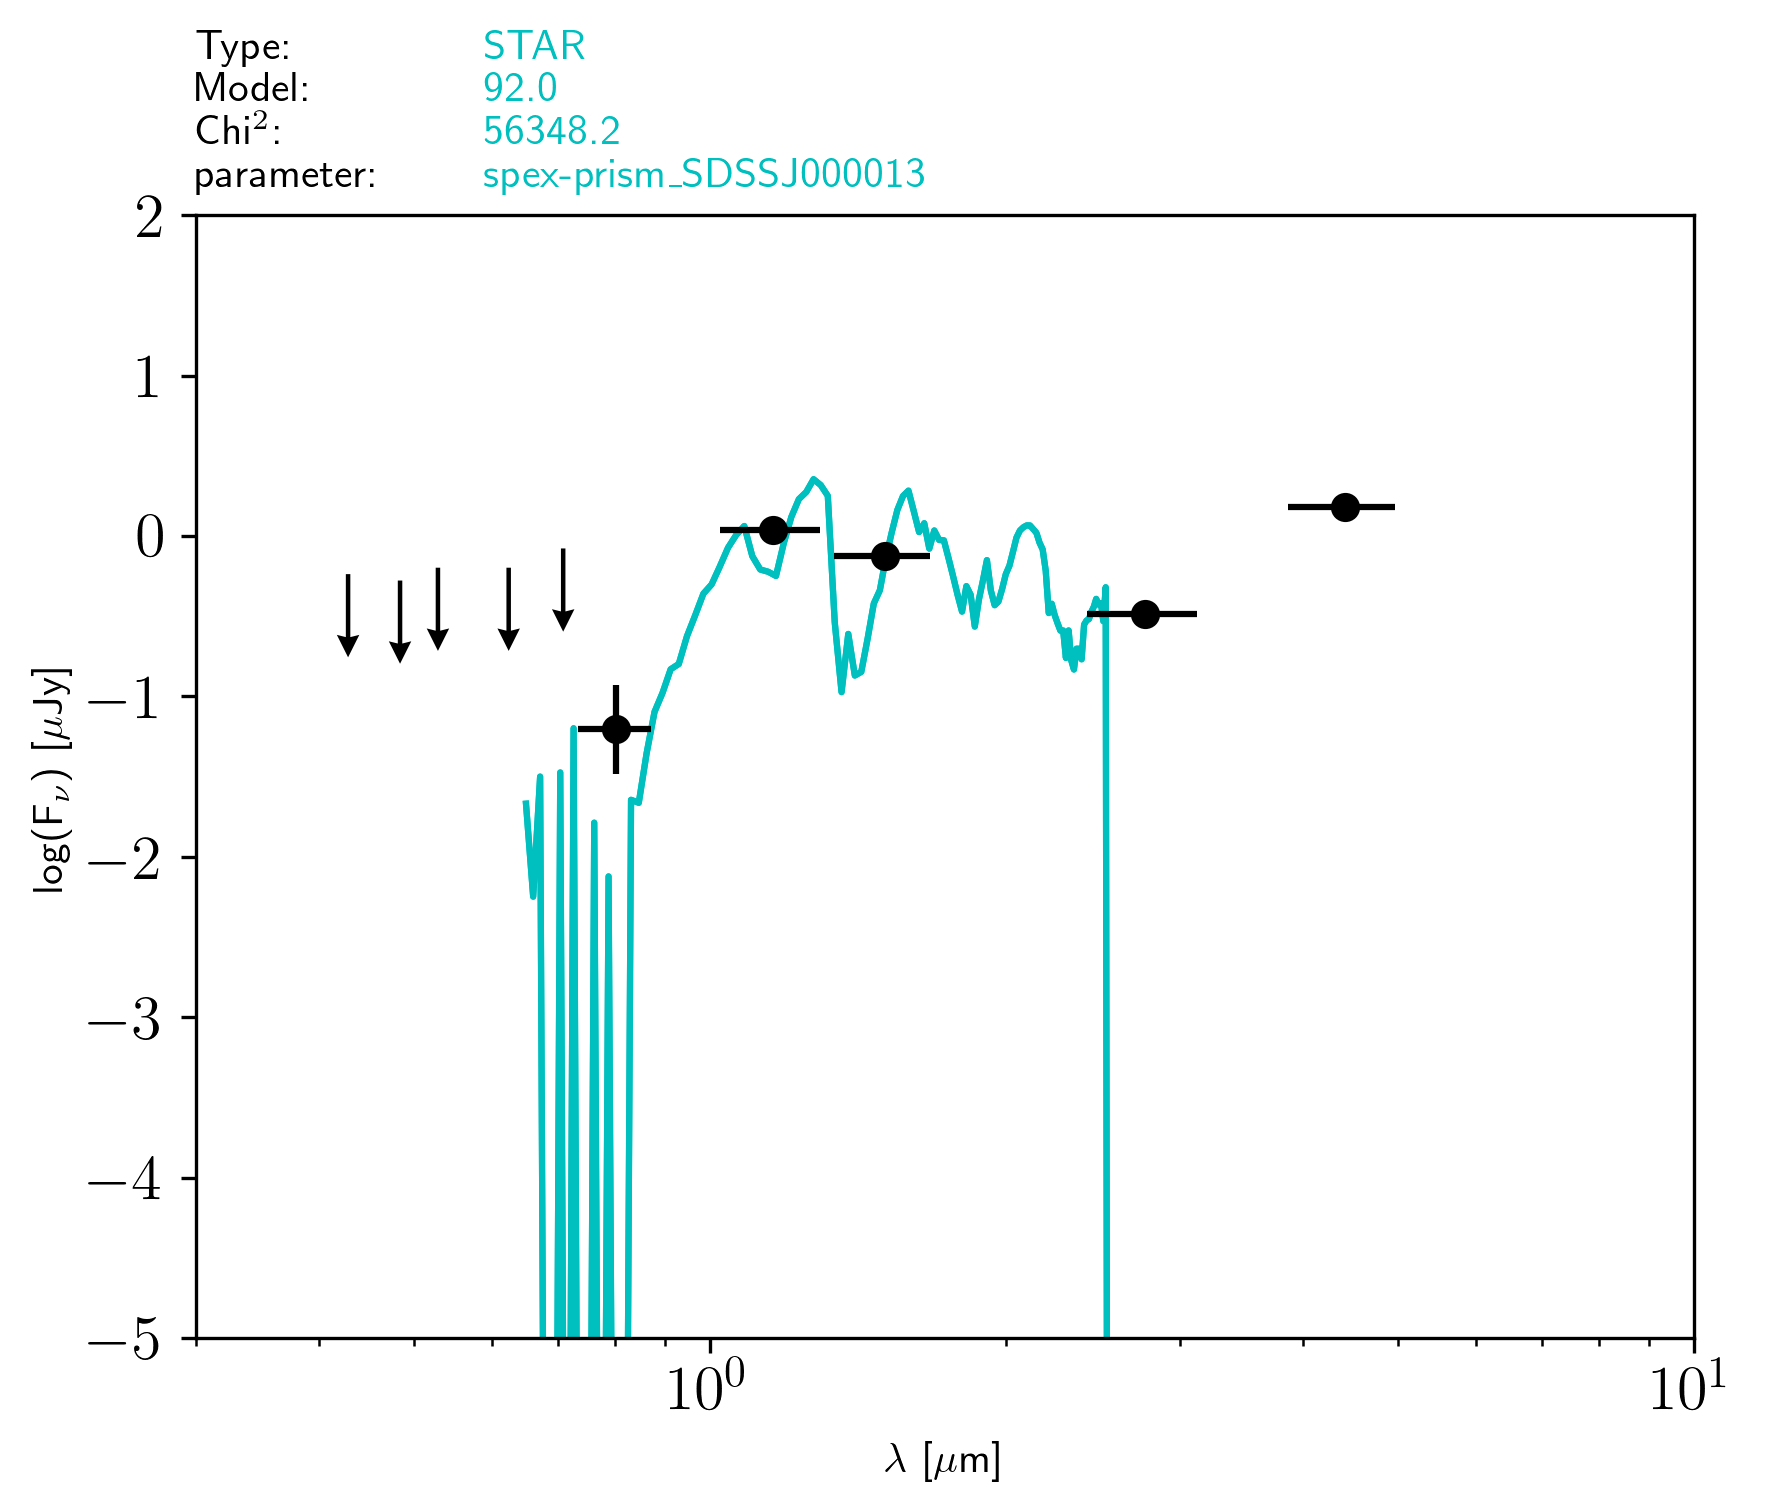 Type: STAR
Model: 92.0
Chi²: 56348.2
parameter: spex-prism_SDSSJ000013
2
1
0
−1
−2
−3
−4
−5
log(Fν) [μJy]
10⁰ 10¹
λ [μm]